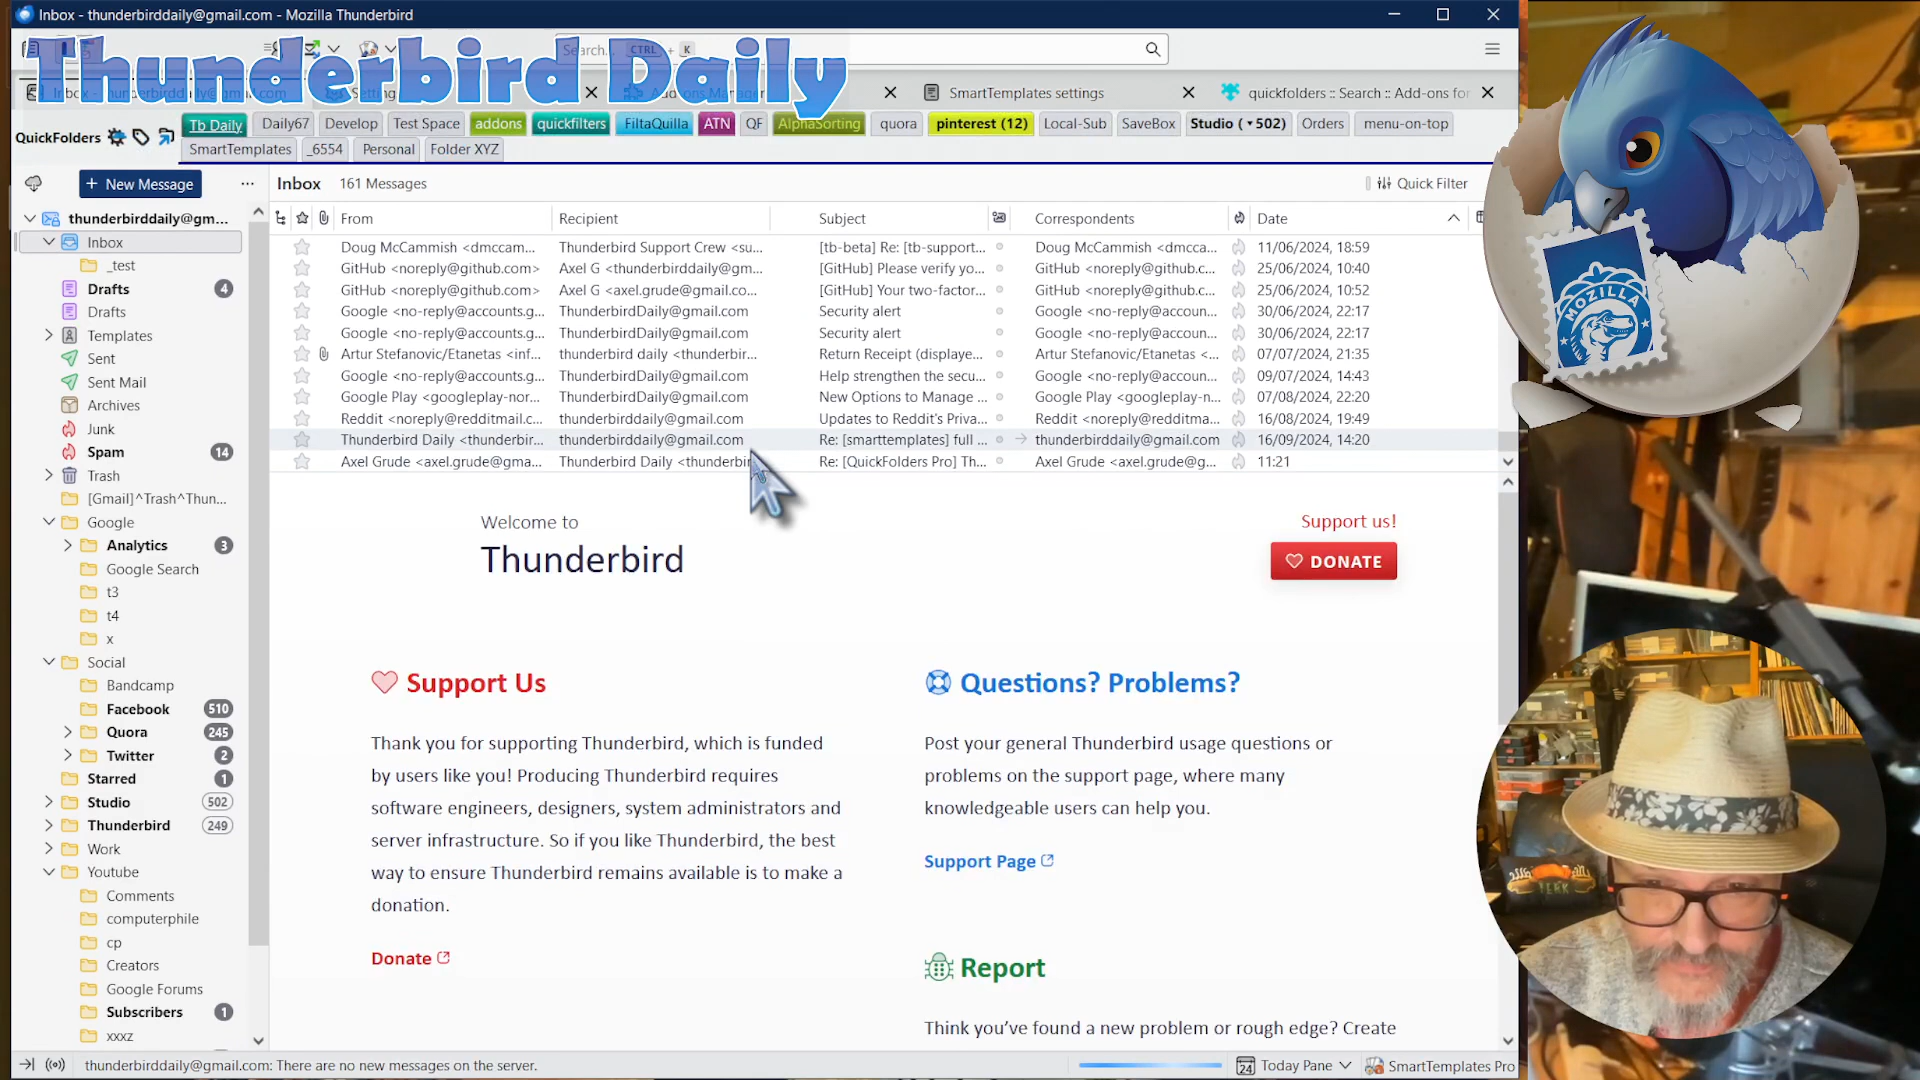 Inbox - thunderbirddaily@gmail.com - Mozilla Thunderbird
Thunderbird Daily
Search... CTRL + K
SmartTemplates settings
quickfolders :: Search :: Add-ons for
QuickFolders
Tb Daily
Daily67
Develop
Test Space
addons
quickfilters
FiltaQuilla
ATN
QF
AlphaSorting
quora
pinterest (12)
Local-Sub
SaveBox
Studio (▾502)
Orders
menu-on-top
SmartTemplates
_6554
Personal
Folder XYZ
+ New Message
Inbox 161 Messages
Quick Filter
thunderbirddaily@gm...
Inbox
_test
Drafts 4
Drafts
Templates
Sent
Sent Mail
Archives
Junk
Spam 14
Trash
[Gmail]^Trash^Thun...
Google
Analytics 3
Google Search
t3
t4
x
Social
Bandcamp
Facebook 510
Quora 245
Twitter 2
Starred 1
Studio 502
Thunderbird 249
Work
Youtube
Comments
computerphile
cp
Creators
Google Forums
Subscribers 1
xxxz
From Recipient Subject Correspondents Date
Doug McCammish <dmccam... Thunderbird Support Crew <su... [tb-beta] Re: [tb-support... Doug McCammish <dmcca... 11/06/2024, 18:59
GitHub <noreply@github.com> Axel G <thunderbirddaily@gm... [GitHub] Please verify yo... GitHub <noreply@github.c... 25/06/2024, 10:40
GitHub <noreply@github.com> Axel G <axel.grude@gmail.co... [GitHub] Your two-factor... GitHub <noreply@github.c... 25/06/2024, 10:52
Google <no-reply@accounts.g... ThunderbirdDaily@gmail.com Security alert Google <no-reply@accoun... 30/06/2024, 22:17
Google <no-reply@accounts.g... ThunderbirdDaily@gmail.com Security alert Google <no-reply@accoun... 30/06/2024, 22:17
Artur Stefanovic/Etanetas <inf... thunderbird daily <thunderbir... Return Receipt (displaye... Artur Stefanovic/Etanetas <... 07/07/2024, 21:35
Google <no-reply@accounts.g... ThunderbirdDaily@gmail.com Help strengthen the secu... Google <no-reply@accoun... 09/07/2024, 14:43
Google Play <googleplay-nor... ThunderbirdDaily@gmail.com New Options to Manage ... Google Play <googleplay-n... 07/08/2024, 22:20
Reddit <noreply@redditmail.c... thunderbirddaily@gmail.com Updates to Reddit's Priva... Reddit <noreply@redditma... 16/08/2024, 19:49
Thunderbird Daily <thunderbir... thunderbirddaily@gmail.com Re: [smarttemplates] full ... thunderbirddaily@gmail.com 16/09/2024, 14:20
Axel Grude <axel.grude@gma... Thunderbird Daily <thunderbir Re: [QuickFolders Pro] Th... Axel Grude <axel.grude@g... 11:21
Welcome to
Thunderbird
Support us!
DONATE
Support Us
Thank you for supporting Thunderbird, which is funded
by users like you! Producing Thunderbird requires
software engineers, designers, system administrators and
server infrastructure. So if you like Thunderbird, the best
way to ensure Thunderbird remains available is to make a
donation.
Donate
Questions? Problems?
Post your general Thunderbird usage questions or
problems on the support page, where many
knowledgeable users can help you.
Support Page
Report
Think you've found a new problem or rough edge? Create
thunderbirddaily@gmail.com: There are no new messages on the server.
24 Today Pane
SmartTemplates Pro
MOZILLA